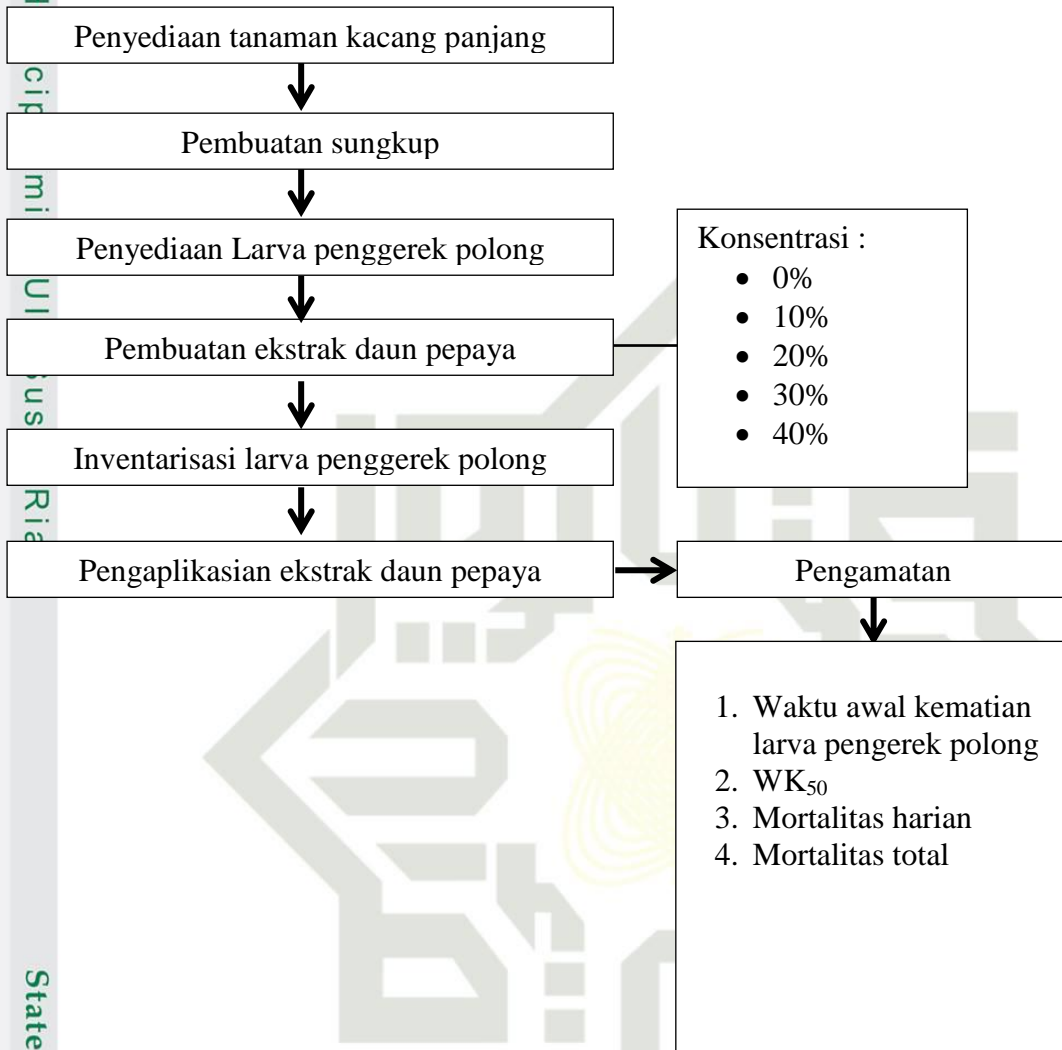 Penyediaan tanaman kacang panjang
Pembuatan sungkup
Penyediaan Larva penggerek polong
Pembuatan ekstrak daun pepaya
Inventarisasi larva penggerek polong
Pengaplikasian ekstrak daun pepaya
Konsentrasi :
• 0%
• 10%
• 20%
• 30%
• 40%
Pengamatan
1. Waktu awal kematian
larva pengerek polong
2. WK₅₀
3. Mortalitas harian
4. Mortalitas total
State